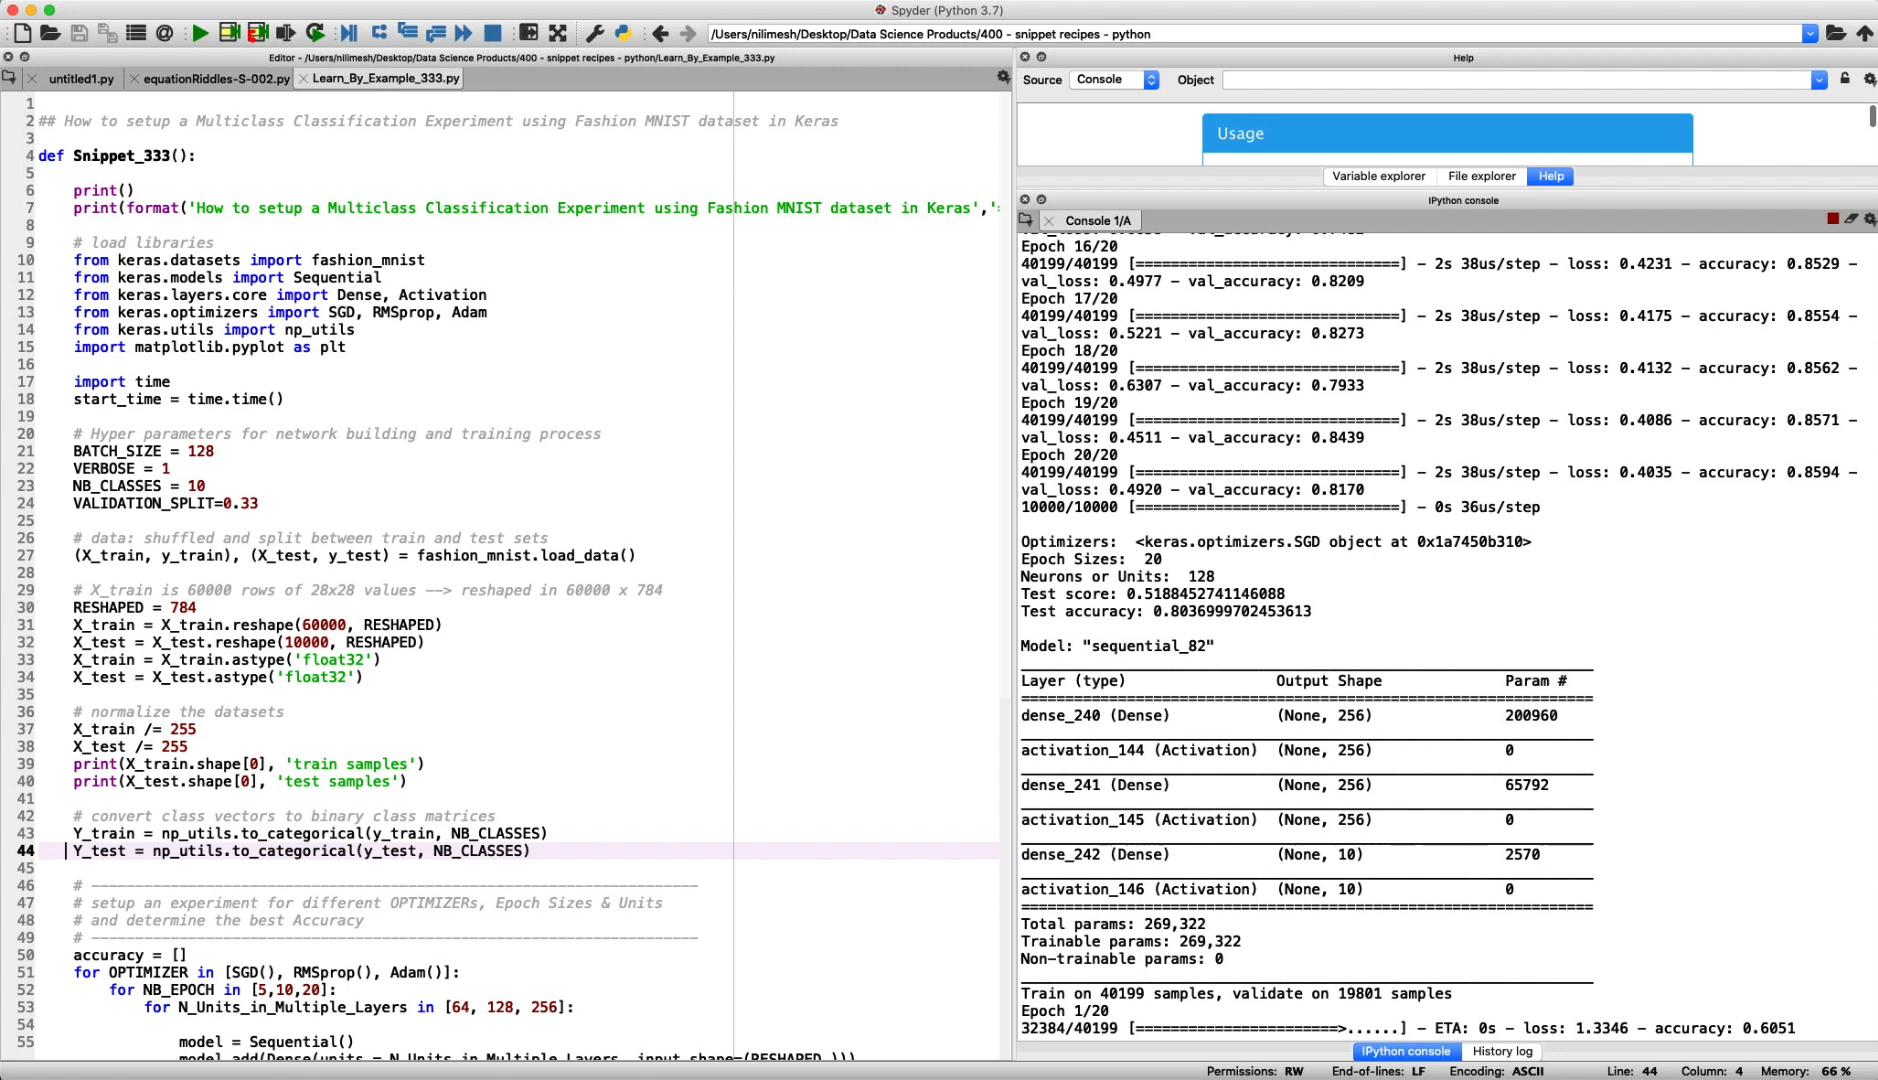 Spyder (Python 3.7)
/Users/nilimesh/Desktop/Data Science Products/400 - snippet recipes - python
Editor - /Users/nilimesh/Desktop/Data Science Products/400 - snippet recipes - python/Learn_By_Example_333.py
untitled1.py equationRiddles-S-002.py Learn_By_Example_333.py
1
2 ## How to setup a Multiclass Classification Experiment using Fashion MNIST dataset in Keras
3
4 def Snippet_333():
5
6 print()
7 print(format('How to setup a Multiclass Classification Experiment using Fashion MNIST dataset in Keras','
8
9 # load libraries
10 from keras.datasets import fashion_mnist
11 from keras.models import Sequential
12 from keras.layers.core import Dense, Activation
13 from keras.optimizers import SGD, RMSprop, Adam
14 from keras.utils import np_utils
15 import matplotlib.pyplot as plt
16
17 import time
18 start_time = time.time()
19
20 # Hyper parameters for network building and training process
21 BATCH_SIZE = 128
22 VERBOSE = 1
23 NB_CLASSES = 10
24 VALIDATION_SPLIT=0.33
25
26 # data: shuffled and split between train and test sets
27 (X_train, y_train), (X_test, y_test) = fashion_mnist.load_data()
28
29 # X_train is 60000 rows of 28x28 values --> reshaped in 60000 x 784
30 RESHAPED = 784
31 X_train = X_train.reshape(60000, RESHAPED)
32 X_test = X_test.reshape(10000, RESHAPED)
33 X_train = X_train.astype('float32')
34 X_test = X_test.astype('float32')
35
36 # normalize the datasets
37 X_train /= 255
38 X_test /= 255
39 print(X_train.shape[0], 'train samples')
40 print(X_test.shape[0], 'test samples')
41
42 # convert class vectors to binary class matrices
43 Y_train = np_utils.to_categorical(y_train, NB_CLASSES)
44 Y_test = np_utils.to_categorical(y_test, NB_CLASSES)
45
46 # ---------------------------------------------------------------------
47 # setup an experiment for different OPTIMIZERs, Epoch Sizes & Units
48 # and determine the best Accuracy
49 # ---------------------------------------------------------------------
50 accuracy = []
51 for OPTIMIZER in [SGD(), RMSprop(), Adam()]:
52 for NB_EPOCH in [5,10,20]:
53 for N_Units_in_Multiple_Layers in [64, 128, 256]:
54
55 model = Sequential()
model.add(Dense(units = N_Units_in_Multiple_Layers, input_shape=(RESHAPED,)))
Help
Source Console Object
Usage
Variable explorer File explorer Help
IPython console
Console 1/A
Epoch 16/20
40199/40199 [==============================] - 2s 38us/step - loss: 0.4231 - accuracy: 0.8529 -
val_loss: 0.4977 - val_accuracy: 0.8209
Epoch 17/20
40199/40199 [==============================] - 2s 38us/step - loss: 0.4175 - accuracy: 0.8554 -
val_loss: 0.5221 - val_accuracy: 0.8273
Epoch 18/20
40199/40199 [==============================] - 2s 38us/step - loss: 0.4132 - accuracy: 0.8562 -
val_loss: 0.6307 - val_accuracy: 0.7933
Epoch 19/20
40199/40199 [==============================] - 2s 38us/step - loss: 0.4086 - accuracy: 0.8571 -
val_loss: 0.4511 - val_accuracy: 0.8439
Epoch 20/20
40199/40199 [==============================] - 2s 38us/step - loss: 0.4035 - accuracy: 0.8594 -
val_loss: 0.4920 - val_accuracy: 0.8170
10000/10000 [==============================] - 0s 36us/step
Optimizers: <keras.optimizers.SGD object at 0x1a7450b310>
Epoch Sizes: 20
Neurons or Units: 128
Test score: 0.5188452741146088
Test accuracy: 0.8036999702453613
Model: "sequential_82"
Layer (type) Output Shape Param #
dense_240 (Dense) (None, 256) 200960
activation_144 (Activation) (None, 256) 0
dense_241 (Dense) (None, 256) 65792
activation_145 (Activation) (None, 256) 0
dense_242 (Dense) (None, 10) 2570
activation_146 (Activation) (None, 10) 0
Total params: 269,322
Trainable params: 269,322
Non-trainable params: 0
Train on 40199 samples, validate on 19801 samples
Epoch 1/20
32384/40199 [=======================>......] - ETA: 0s - loss: 1.3346 - accuracy: 0.6051
IPython console History log
Permissions: RW End-of-lines: LF Encoding: ASCII Line: 44 Column: 4 Memory: 66 %